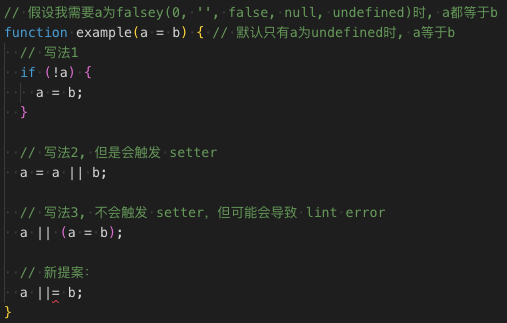 // 假设我需要a为falsey(0, '', false, null, undefined)时, a都等于b
function example(a = b) { // 默认只有a为undefined时, a等于b
// 写法1
if (!a) {
a = b;
}
// 写法2, 但是会触发 setter
a = a || b;
// 写法3, 不会触发 setter, 但可能会导致 lint error
a || (a = b);
// 新提案:
a ||= b;
}